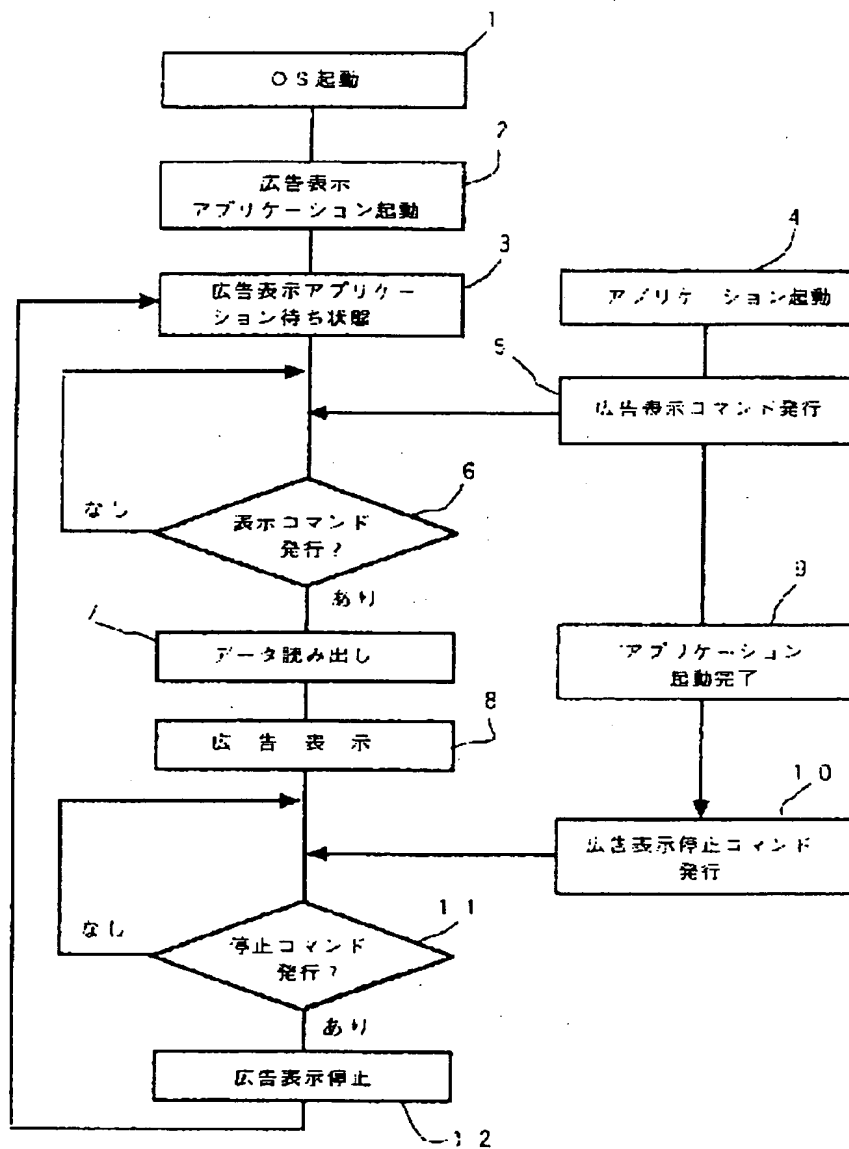 1
OS起動
2
広告表示
アプリケーション起動
3
広告表示アプリケー
ション待ち状態
4
アプリケーション起動
5
広告表示コマンド発行
6
表示コマンド
発行?
なし
あり
7
データ読み出し
8
広告表示
9
アプリケーション
起動完了
10
広告表示停止コマンド
発行
11
停止コマンド
発行?
なし
あり
広告表示停止
12